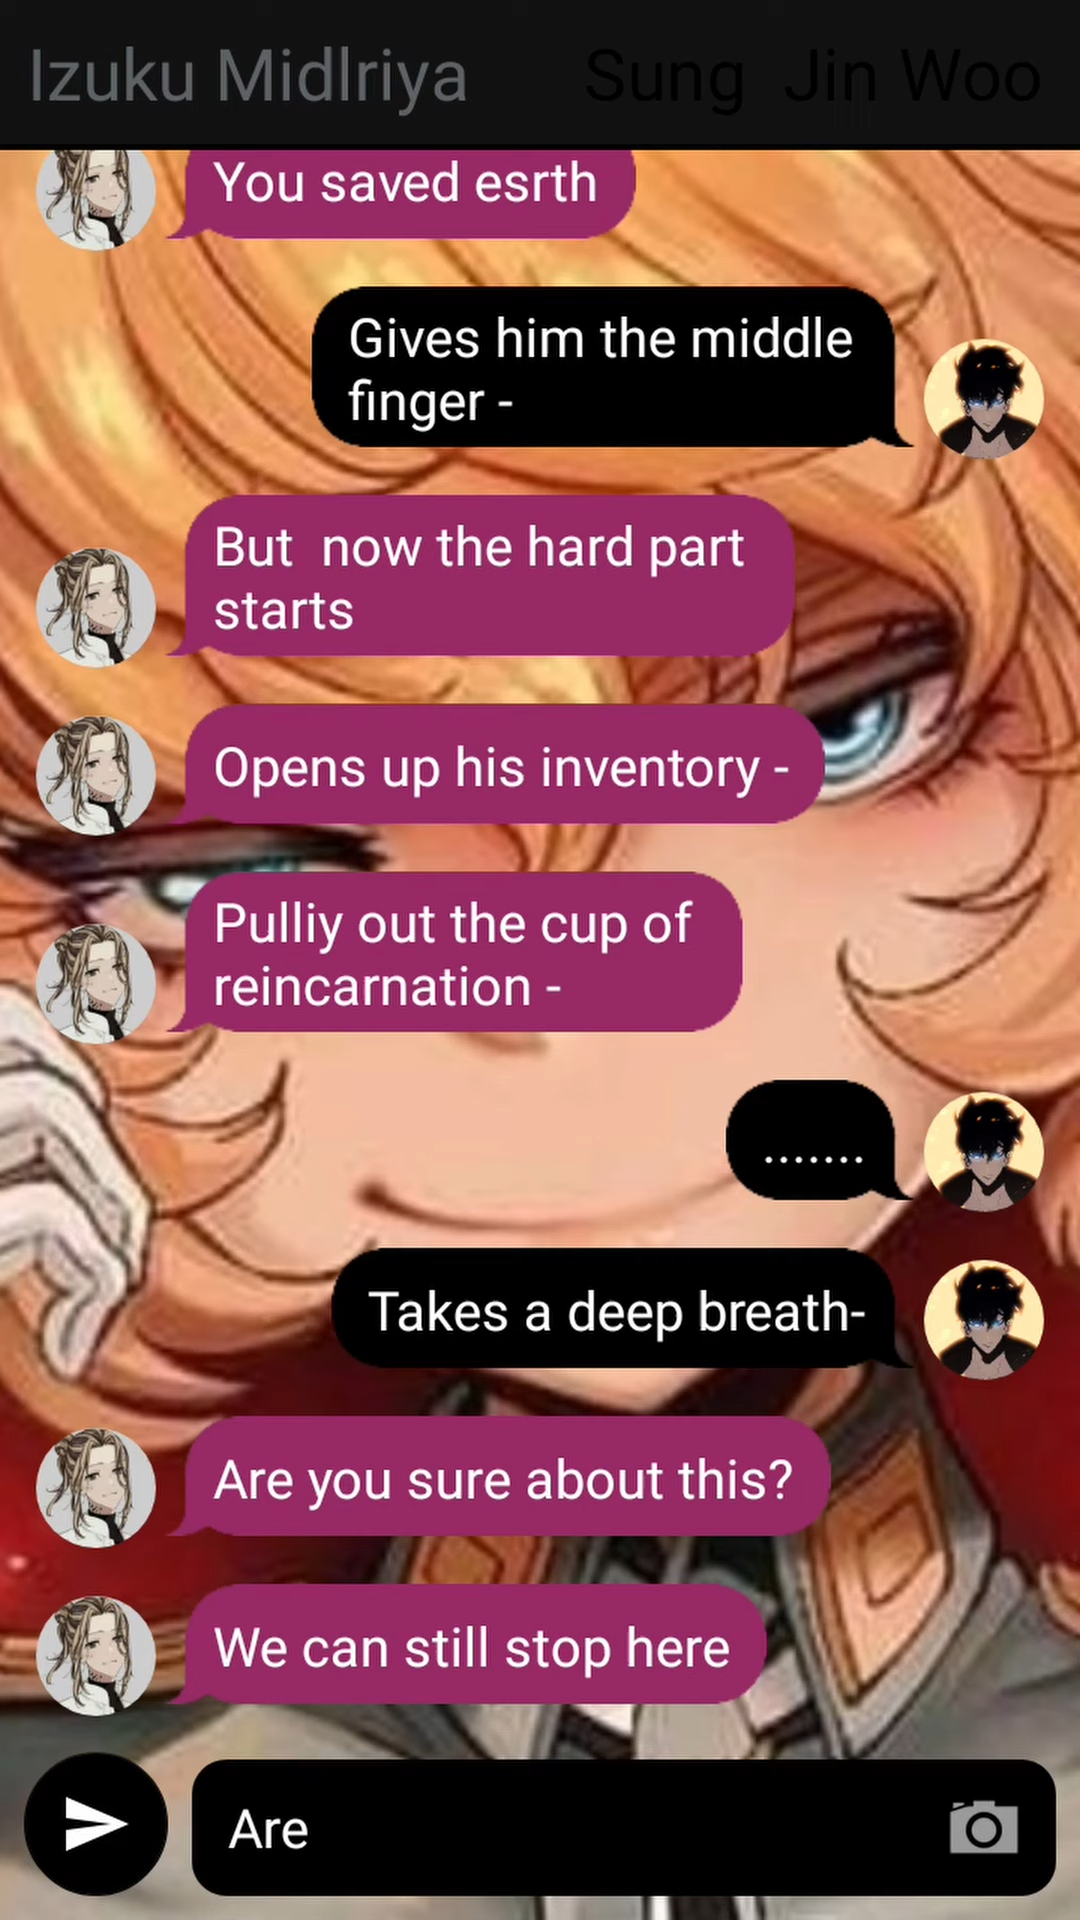 Izuku Midlriya
Sung Jin Woo
You saved esrth
Gives him the middle
finger -
But  now the hard part
starts
Opens up his inventory -
Pulliy out the cup of
reincarnation -
.......
Takes a deep breath-
Are you sure about this?
We can still stop here
Are